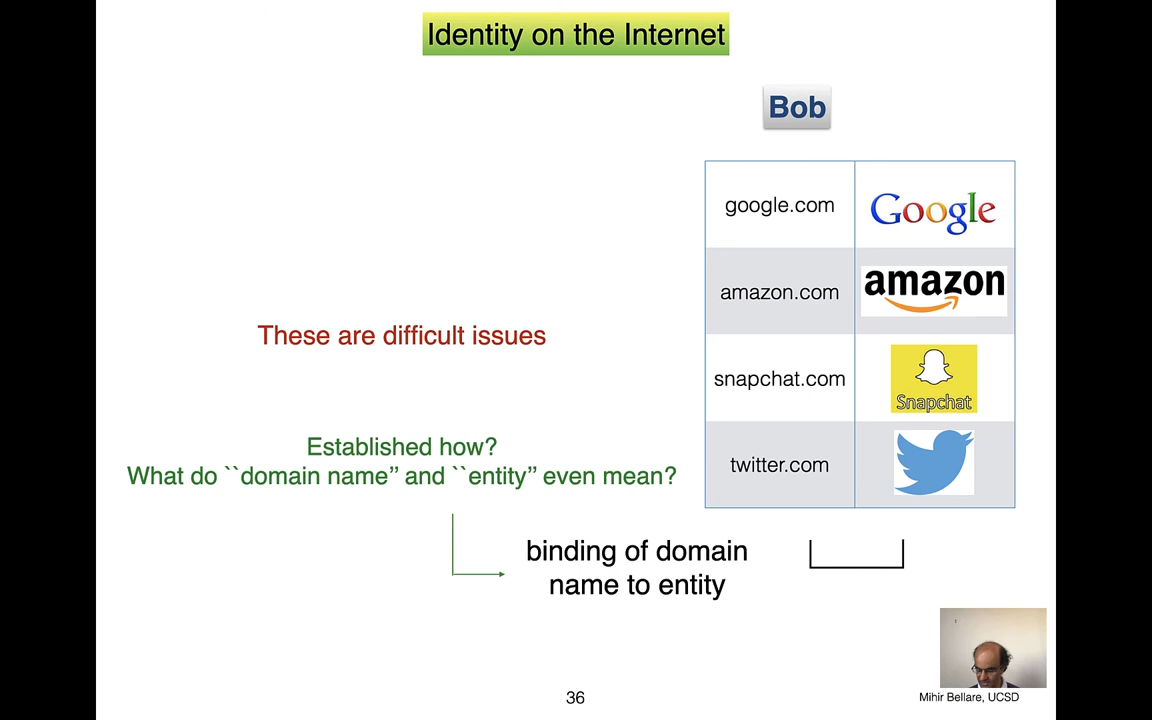 Identity on the Internet
Bob
google.com
Google
amazon.com
amazon
These are difficult issues
snapchat.com
Snapchat
Established how?
What do ``domain name’’ and ``entity’’ even mean?
twitter.com
binding of domain
name to entity
36
Mihir Bellare, UCSD